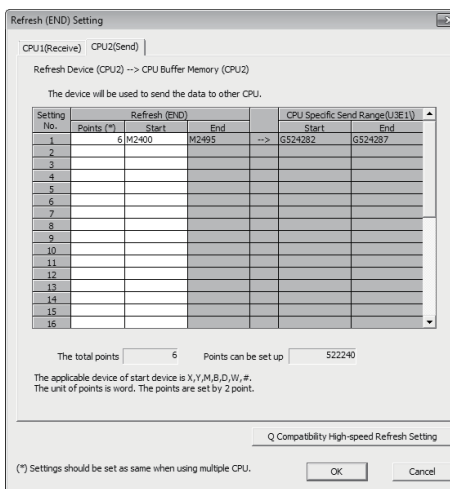 Refresh (END) Setting
CPU1(Receive) CPU2(Send)
Refresh Device (CPU2) --> CPU Buffer Memory (CPU2)
The device will be used to send the data to other CPU.
Setting No. Refresh (END) CPU Specific Send Range(U3E1\)
Points (*) Start End Start End
1 6 M2400 M2495 --> G524282 G524287
2
3
4
5
6
7
8
9
10
11
12
13
14
15
16
The total points 6 Points can be set up 522240
The applicable device of start device is X,Y,M,B,D,W,#.
The unit of points is word. The points are set by 2 point.
Q Compatibility High-speed Refresh Setting
(*) Settings should be set as same when using multiple CPU.
OK Cancel